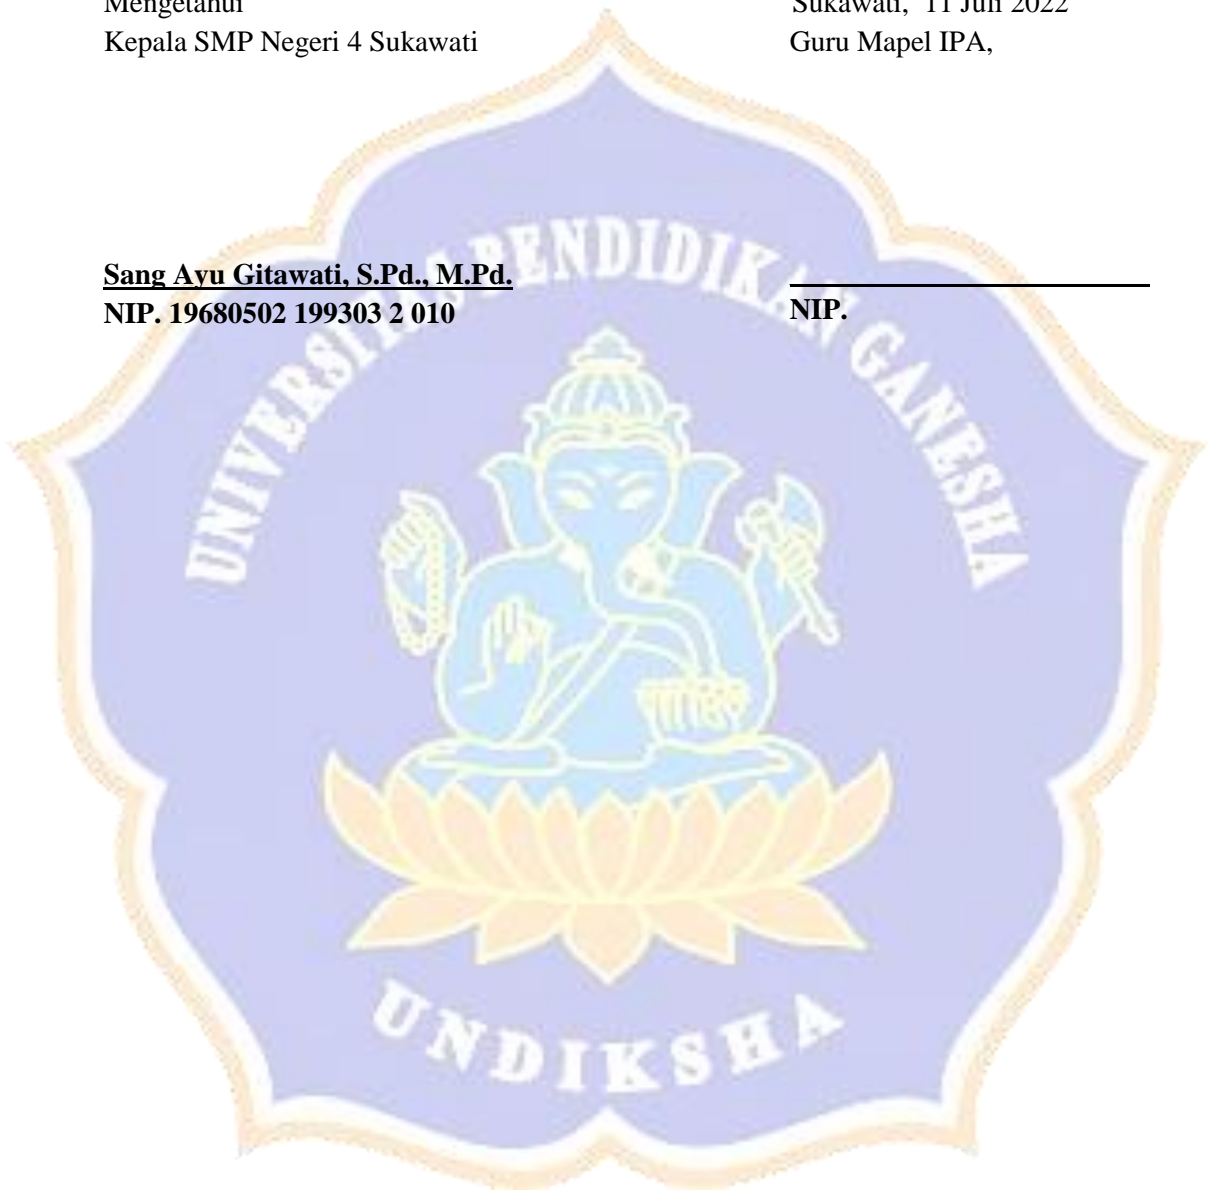 Mengetahui
Sukawati, 11 Juli 2022
Kepala SMP Negeri 4 Sukawati
Guru Mapel IPA,
Sang Ayu Gitawati, S.Pd., M.Pd.
NIP. 19680502 199303 2 010
NIP.
UNIVERSITAS PENDIDIKAN GANESHA
UNDIKSHA